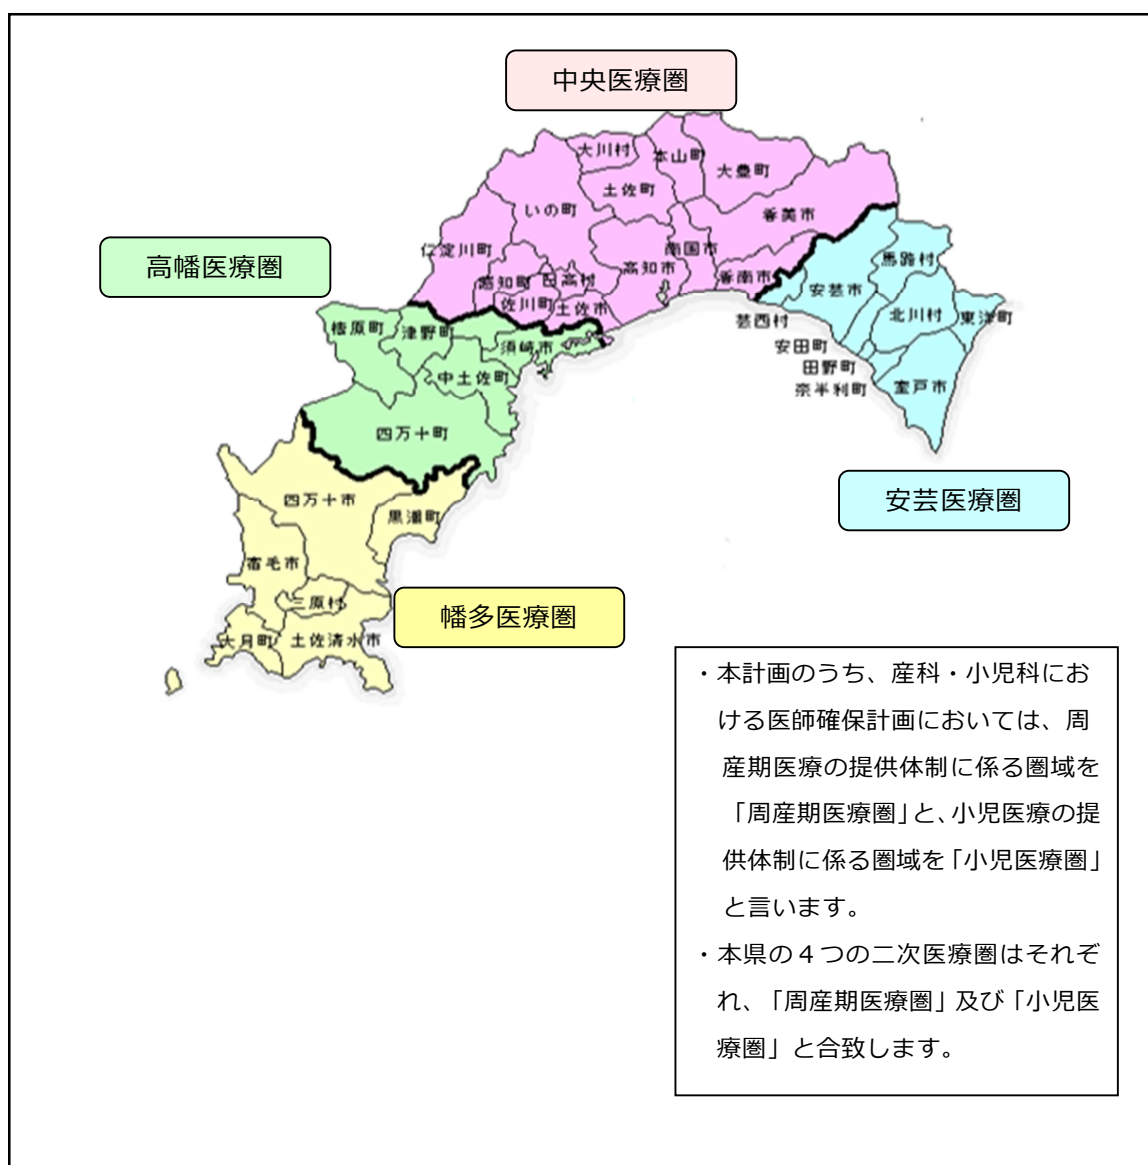 中央医療圏
大川村
本山町
大豊町
土佐町
いの町
香美市
仁淀川町
南国市
高知市
香南市
越知町
日高村
佐川町
土佐市
高幡医療圏
馬路村
安芸市
北川村
東洋町
芸西村
安田町
田野町
奈半利町
室戸市
梼原町
津野町
須崎市
中土佐町
四万十町
安芸医療圏
四万十市
黒潮町
宿毛市
三原村
大月町
土佐清水市
幡多医療圏
・本計画のうち、産科・小児科にお
ける医師確保計画においては、周
産期医療の提供体制に係る圏域を
「周産期医療圏」と、小児医療の提
供体制に係る圏域を「小児医療圏」
と言います。
・本県の４つの二次医療圏はそれぞ
れ、「周産期医療圏」及び「小児医
療圏」と合致します。